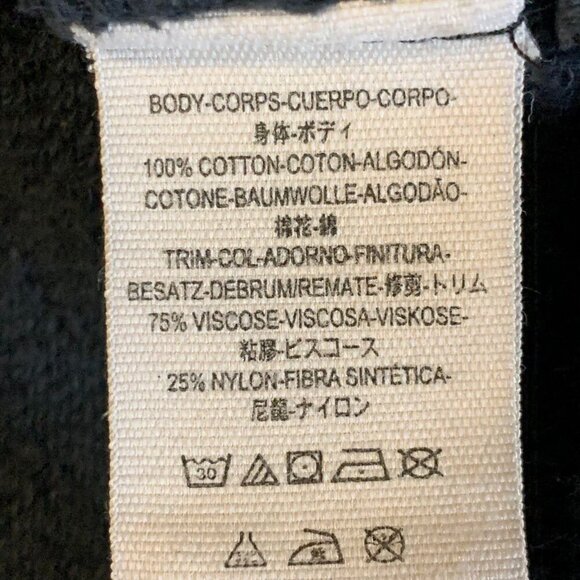 BODY-CORPS-CUERPO-CORPO-
身体-ボディ
100% COTTON-COTON-ALGODÓN-
COTONE-BAUMWOLLE-ALGODÃO-
棉花-綿
TRIM-COL-ADORNO-FINITURA-
BESATZ-DEBRUM/REMATE-修剪-トリム
75% VISCOSE-VISCOSA-VISKOSE-
粘膠-ビスコース
25% NYLON-FIBRA SINTÉTICA-
尼龍-ナイロン
30